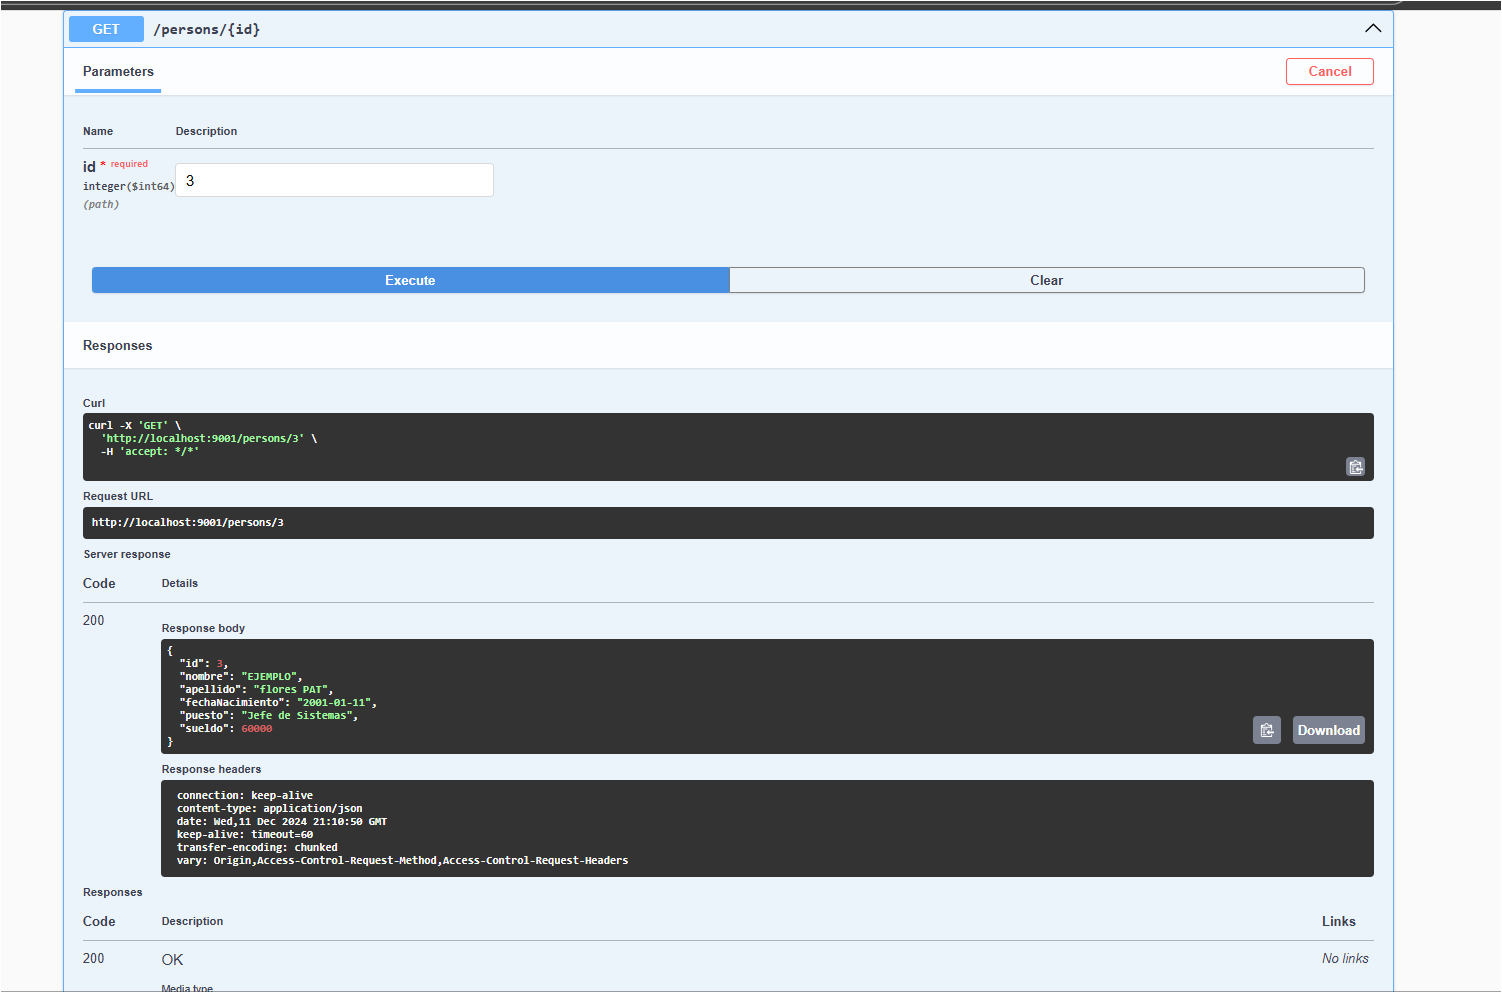 GET /persons/{id}
Parameters
Cancel
Name Description
id * required
integer($int64)
(path)
3
Execute Clear
Responses
Curl
curl -X 'GET' \
'http://localhost:9001/persons/3' \
-H 'accept: */*'
Request URL
http://localhost:9001/persons/3
Server response
Code Details
200
Response body
{
"id": 3,
"nombre": "EJEMPLO",
"apellido": "flores PAT",
"fechaNacimiento": "2001-01-11",
"puesto": "Jefe de Sistemas",
"sueldo": 60000
}
Download
Response headers
connection: keep-alive
content-type: application/json
date: Wed,11 Dec 2024 21:10:50 GMT
keep-alive: timeout=60
transfer-encoding: chunked
vary: Origin,Access-Control-Request-Method,Access-Control-Request-Headers
Responses
Code Description Links
200 OK No links
Media type